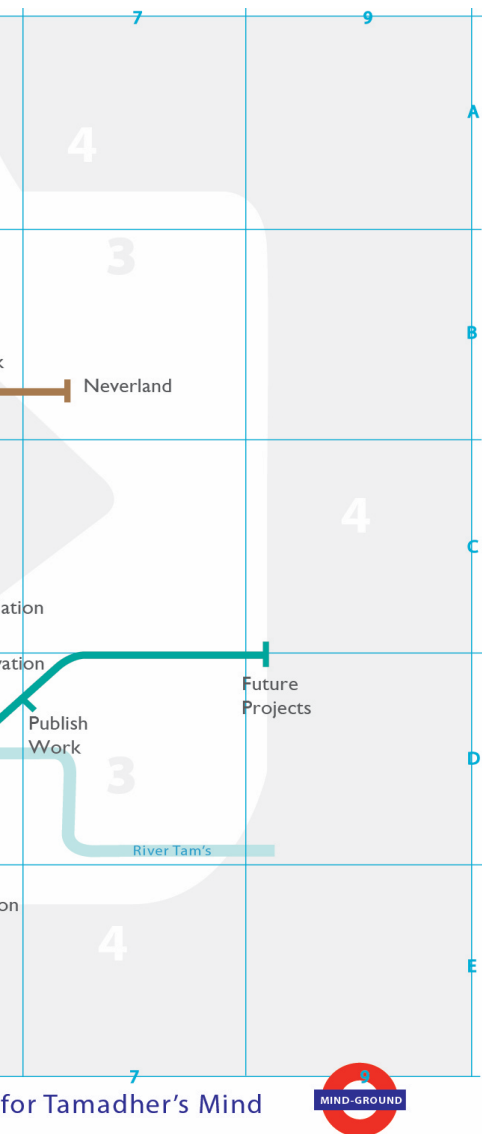 7 9
A
4
3
B
k
Neverland
4
C
ation
vation
Future
Projects
Publish
Work
D
3
River Tam's
on
4
E
7 9
for Tamadher's Mind
MIND-GROUND